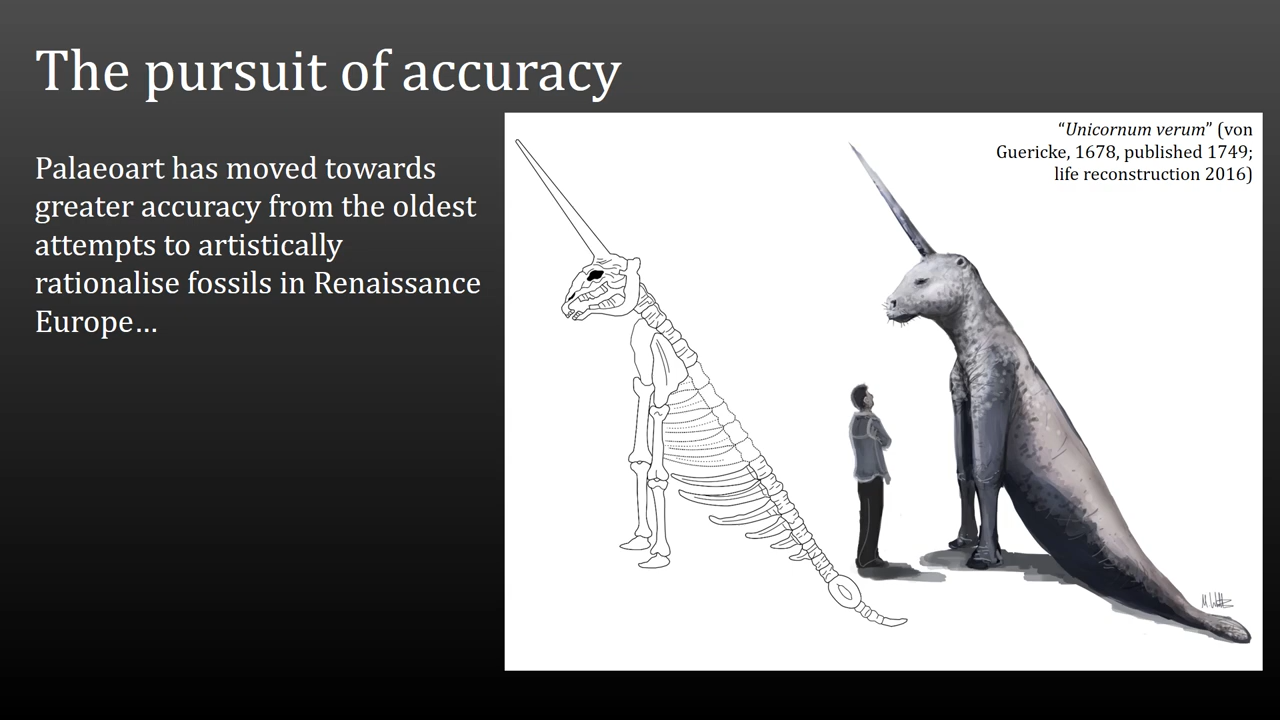 The pursuit of accuracy
Palaeoart has moved towards
greater accuracy from the oldest
attempts to artistically
rationalise fossils in Renaissance
Europe…
“Unicornum verum” (von
Guericke, 1678, published 1749;
life reconstruction 2016)